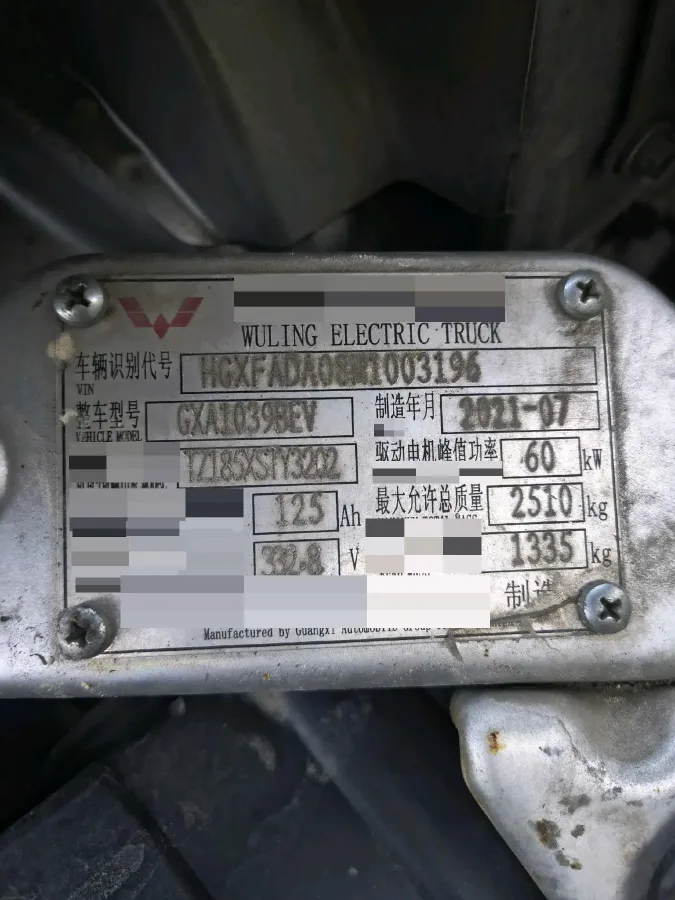 WULING ELECTRIC TRUCK
车辆识别代号
VIN
整车型号 GXA1039BEV 制造年月 2021-07
VEHICLE MODEL
TZ185XSTY3202 驱动电机峰值功率 60 kW
125 Ah 最大允许总质量 2510 kg
332.8 V 1335 kg
制造
Manufactured by Guangxi Automobile Group